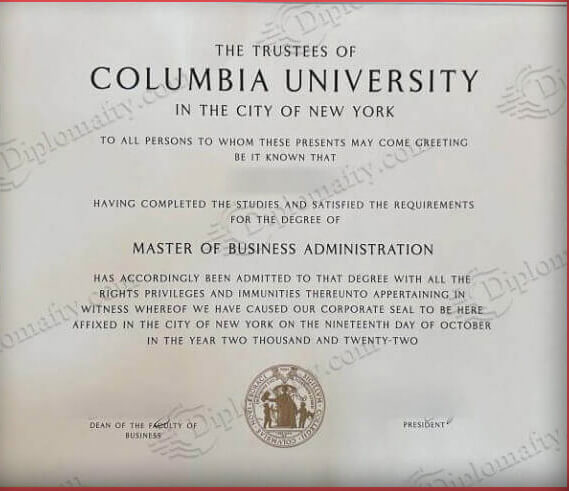 THE TRUSTEES OF
COLUMBIA UNIVERSITY
IN THE CITY OF NEW YORK
TO ALL PERSONS TO WHOM THESE PRESENTS MAY COME GREETING
BE IT KNOWN THAT
HAVING COMPLETED THE STUDIES AND SATISFIED THE REQUIREMENTS
FOR THE DEGREE OF
MASTER OF BUSINESS ADMINISTRATION
HAS ACCORDINGLY BEEN ADMITTED TO THAT DEGREE WITH ALL THE
RIGHTS PRIVILEGES AND IMMUNITIES THEREUNTO APPERTAINING IN
WITNESS WHEREOF WE HAVE CAUSED OUR CORPORATE SEAL TO BE HERE
AFFIXED IN THE CITY OF NEW YORK ON THE NINETEENTH DAY OF OCTOBER
IN THE YEAR TWO THOUSAND AND TWENTY-TWO
DEAN OF THE FACULTY OF
BUSINESS
PRESIDENT
Diplomafty.com